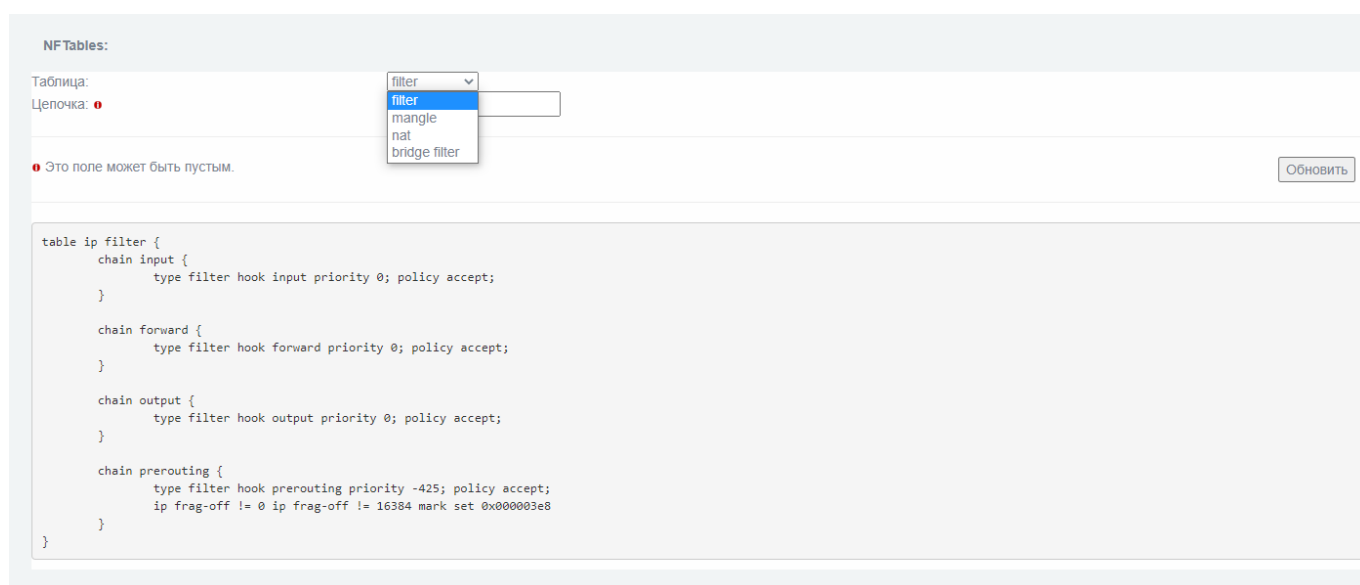 NFTables:
Таблица:
filter
Цепочка:
filter
mangle
nat
bridge filter
Это поле может быть пустым.
Обновить
table ip filter {
chain input {
type filter hook input priority 0; policy accept;
}
chain forward {
type filter hook forward priority 0; policy accept;
}
chain output {
type filter hook output priority 0; policy accept;
}
chain prerouting {
type filter hook prerouting priority -425; policy accept;
ip frag-off != 0 ip frag-off != 16384 mark set 0x000003e8
}
}